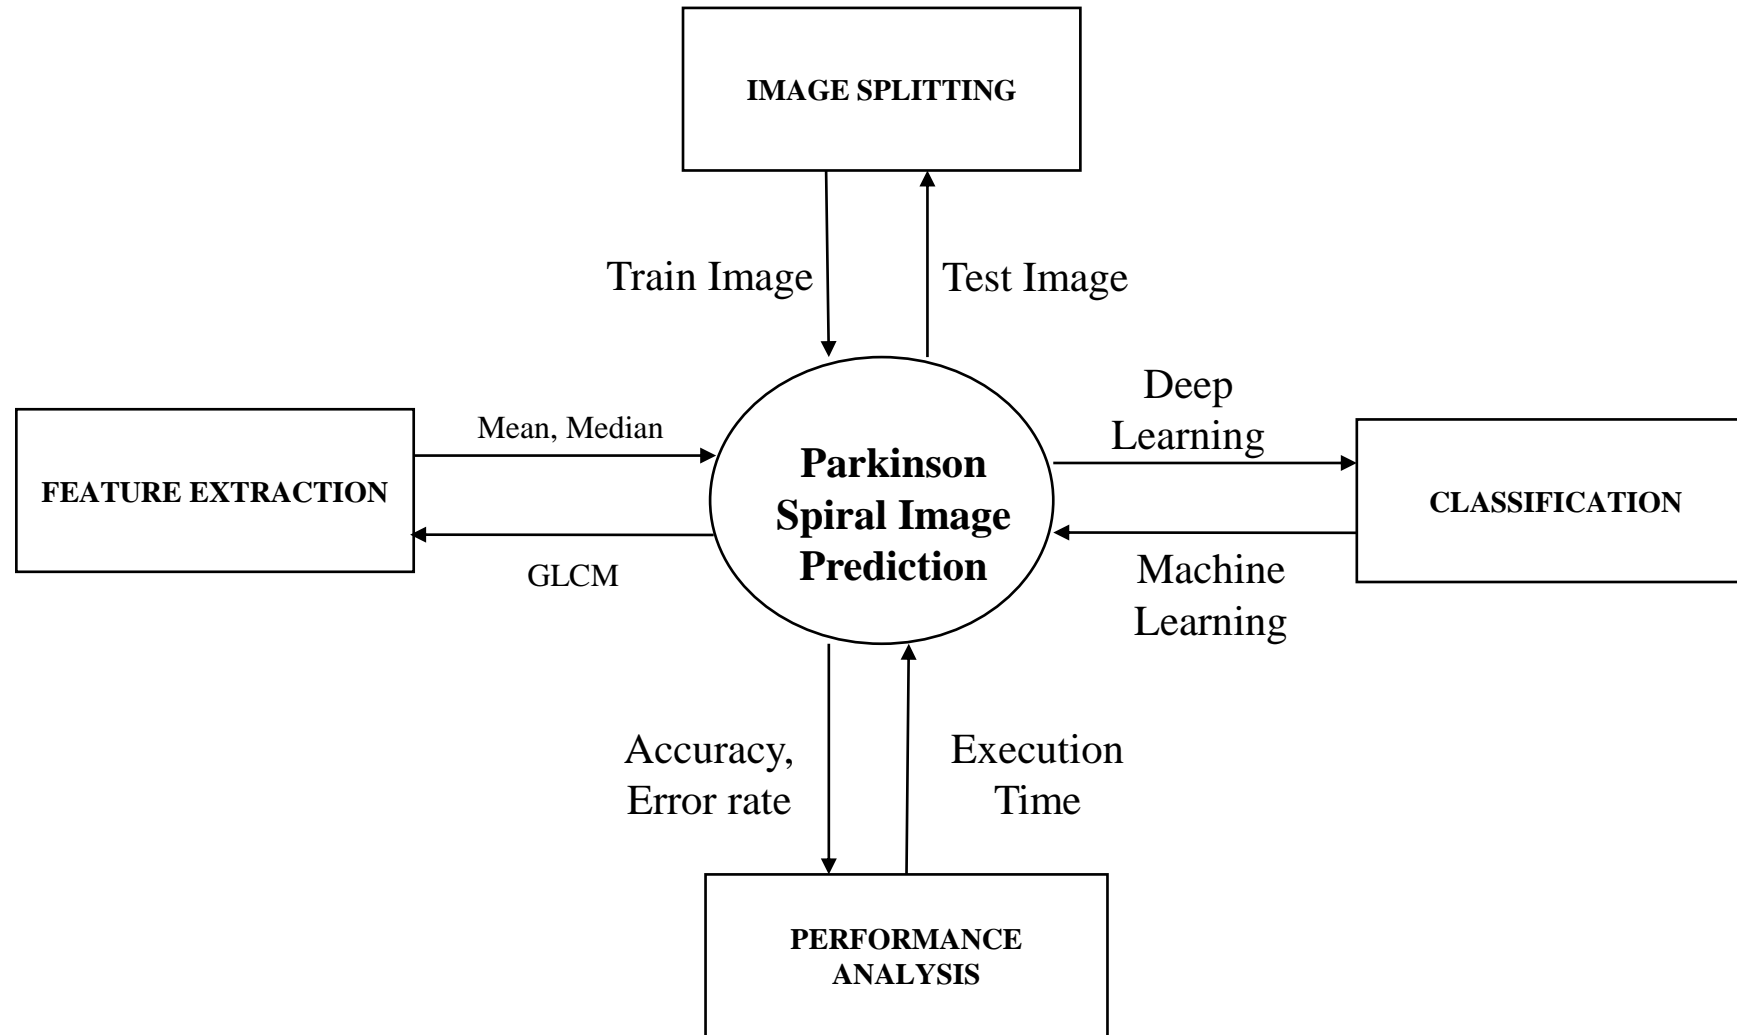 IMAGE SPLITTING
Train Image
Test Image
Mean, Median
FEATURE EXTRACTION
GLCM
Parkinson
Spiral Image
Prediction
Deep
Learning
CLASSIFICATION
Machine
Learning
Accuracy,
Error rate
Execution
Time
PERFORMANCE
ANALYSIS